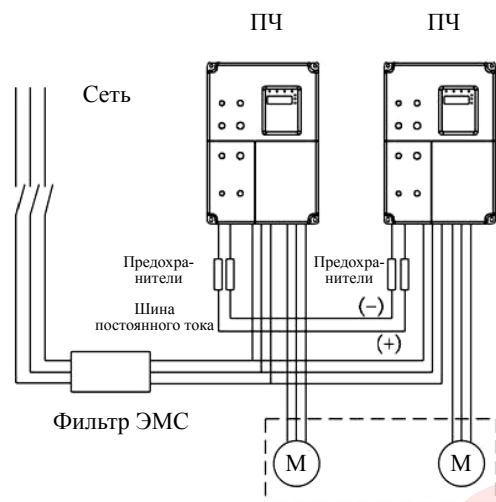 ПЧ
ПЧ
Сеть
Предохра-
нители
Предохра-
нители
Шина
постоянного тока
(−)
(+)
Фильтр ЭМС
М
М